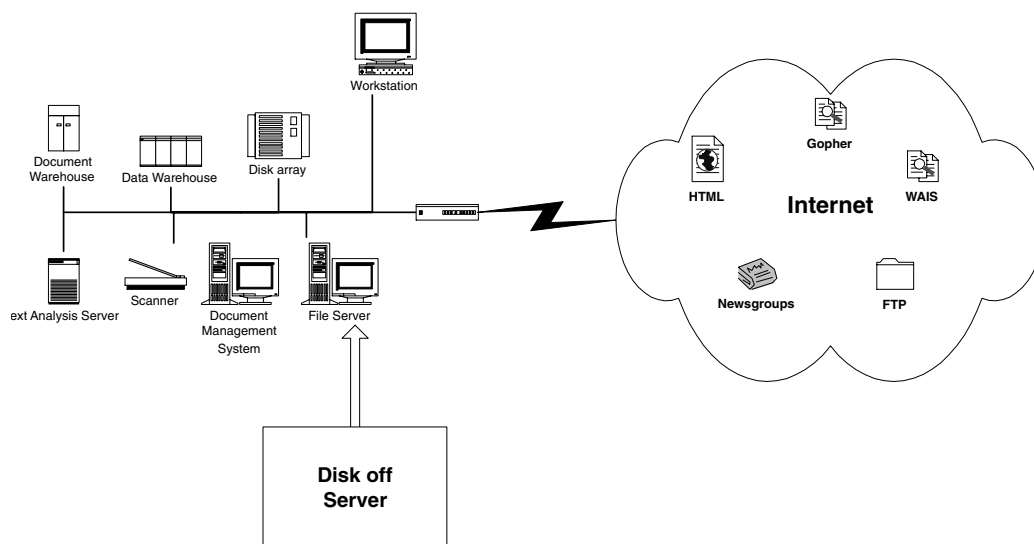 Workstation
Document
Warehouse
Data Warehouse
Disk array
ext Analysis Server
Scanner
Document
Management
System
File Server
Disk off
Server
Gopher
HTML
Internet
WAIS
Newsgroups
FTP